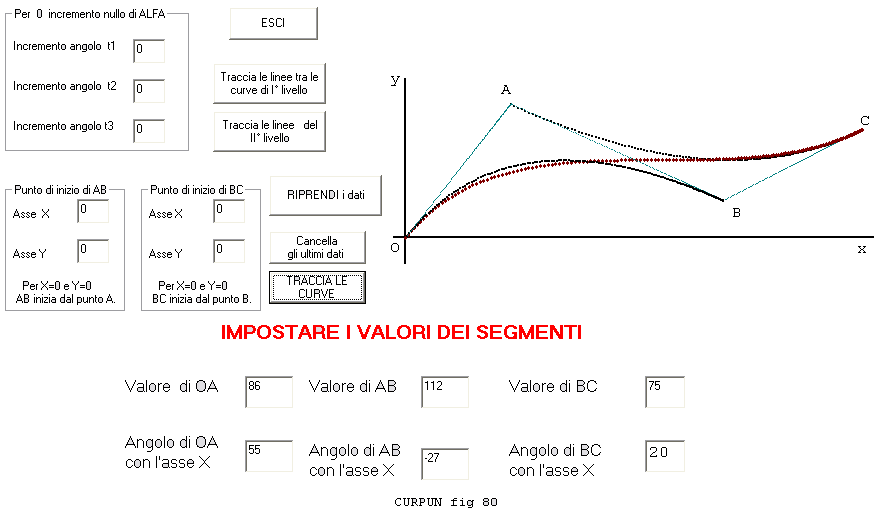 Per 0 incremento nullo di ALFA
Incremento angolo t1
0
Incremento angolo t2
0
Incremento angolo t3
0
ESCI
Traccia le linee tra le
curve di I° livello
Traccia le linee del
II° livello
Punto di inizio di AB
Asse X
0
Asse Y
0
Per X=0 e Y=0
AB inizia dal punto A.
Punto di inizio di BC
Asse X
0
Asse Y
0
Per X=0 e Y=0
BC inizia dal punto B.
RIPRENDI i dati
Cancella
gli ultimi dati
TRACCIA LE
CURVE
y
A
C
B
O
x
IMPOSTARE I VALORI DEI SEGMENTI
Valore di OA
86
Valore di AB
112
Valore di BC
75
Angolo di OA
con l'asse X
55
Angolo di AB
con l'asse X
-27
Angolo di BC
con l'asse X
20
CURPUN fig 80